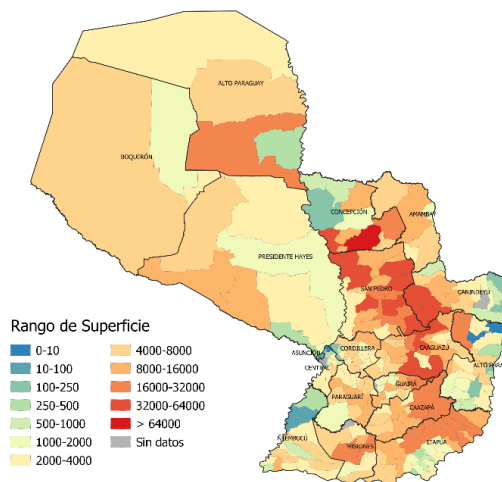 ALTO PARAGUAY
BOQUERÓN
CONCEPCIÓN
AMAMBAY
PRESIDENTE HAYES
SAN PEDRO
CANINDEYÚ
Rango de Superficie
0-10
10-100
100-250
250-500
500-1000
1000-2000
2000-4000
4000-8000
8000-16000
16000-32000
32000-64000
> 64000
Sin datos
ASUNCIÓN
CORDILLERA
CENTRAL
CAAGUAZÚ
ALTO PARA
GUAIRÁ
PARAGUARÍ
CAAZAPÁ
ÑEEMBUCÚ
MISIONES
ITAPÚA